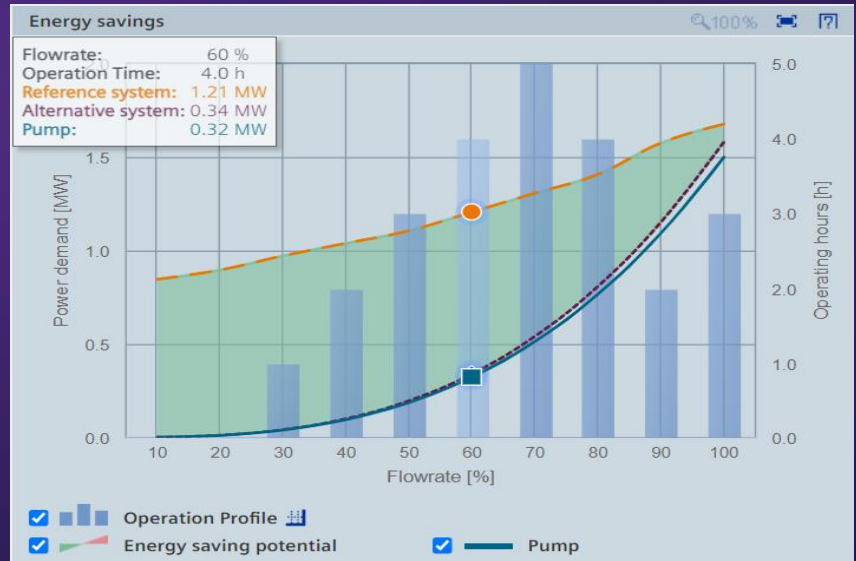 Energy savings
100%
Flowrate: 60 %
Operation Time: 4.0 h
Reference system: 1.21 MW
Alternative system: 0.34 MW
Pump: 0.32 MW
2.0
1.5
1.0
0.5
0.0
Power demand [MW]
5.0
4.0
3.0
2.0
1.0
0.0
Operating hours [h]
10 20 30 40 50 60 70 80 90 100
Flowrate [%]
Operation Profile
Energy saving potential
Pump